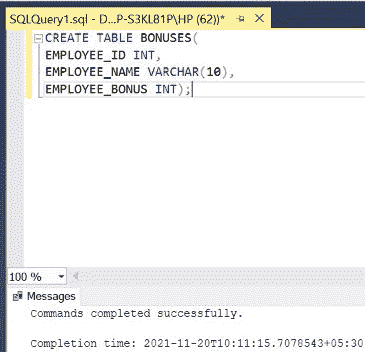 SQLQuery1.sql - D...P-S3KL81P\HP (62))*
CREATE TABLE BONUSES(
EMPLOYEE_ID INT,
EMPLOYEE_NAME VARCHAR(10),
EMPLOYEE_BONUS INT);
100 %
Messages
Commands completed successfully.
Completion time: 2021-11-20T10:11:15.7078543+05:30